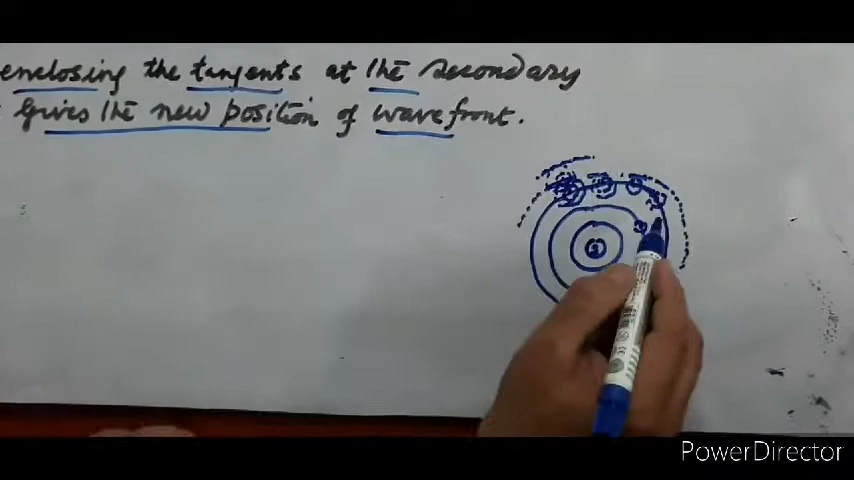 enclosing the tangents at the secondary
gives the new position of wavefront.
S
PowerDirector